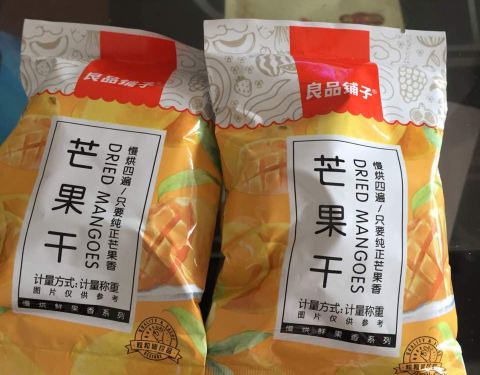 良品铺子
慢烘四遍/只要纯正芒果香
DRIED MANGOES
芒果干
计量方式:计量称重
图片仅供参考
慢烘鲜果香系列
良品铺子
慢烘四遍/只要纯正芒果香
DRIED MANGOES
芒果干
计量方式:计量称重
图片仅供参考
慢烘鲜果香系列